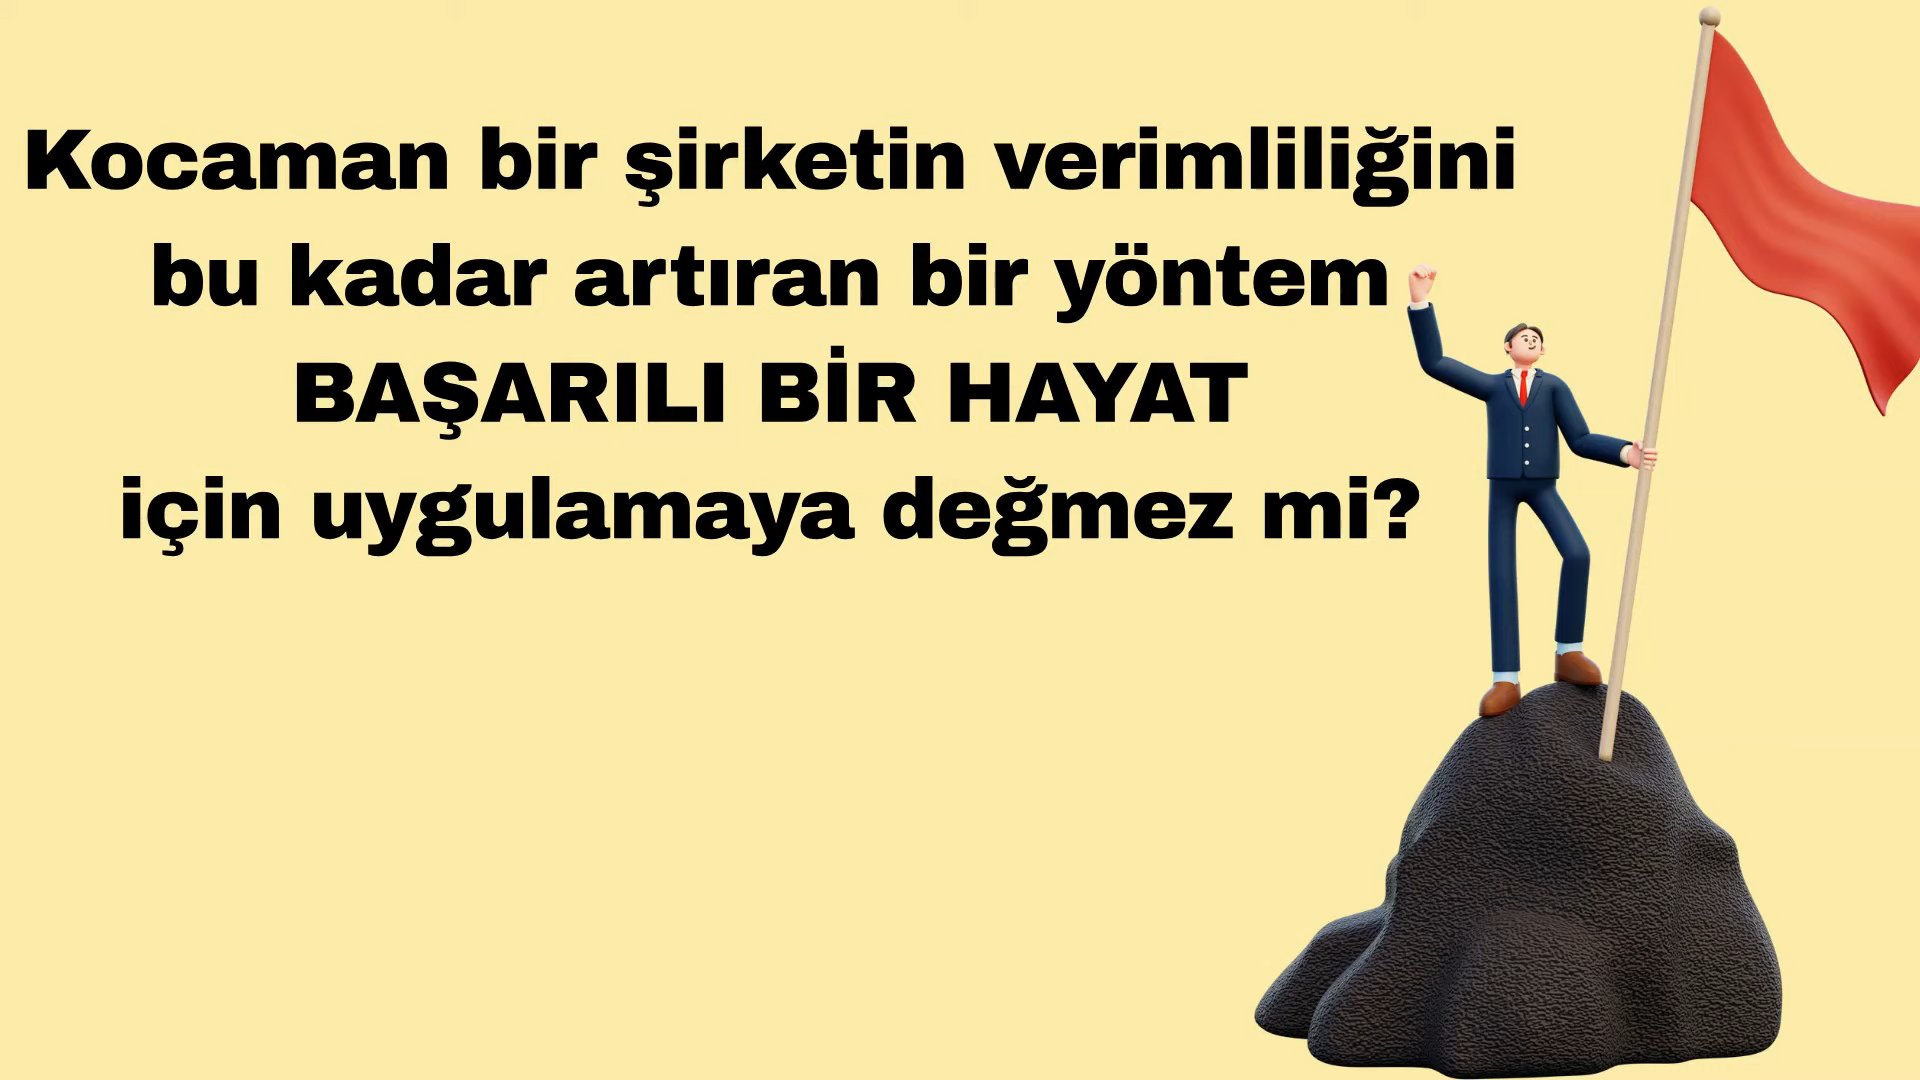 Kocaman bir şirketin verimliliğini
bu kadar artıran bir yöntem
BAŞARILI BİR HAYAT
için uygulamaya değmez mi?